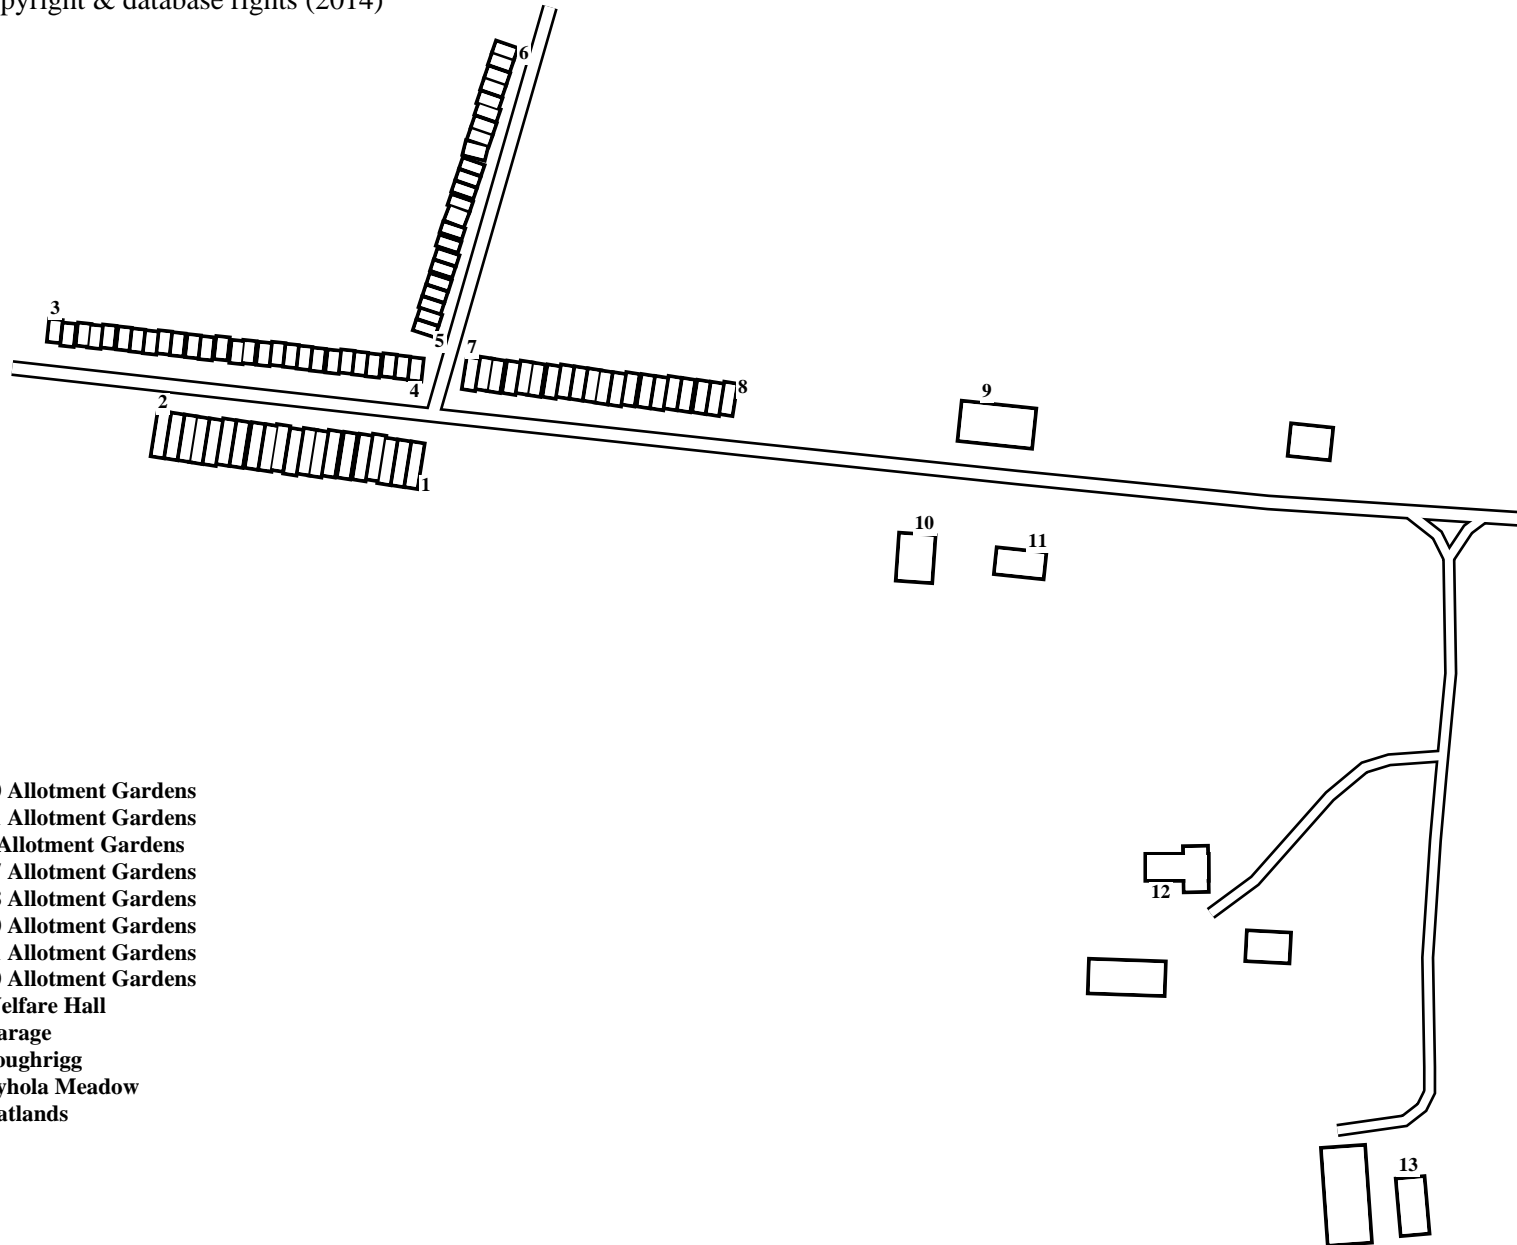 pyright & database rights (2014)
6
3
5
7
4
8
2
9
1
10
11
Allotment Gardens
Allotment Gardens
Allotment Gardens
Allotment Gardens
Allotment Gardens
Allotment Gardens
Allotment Gardens
Allotment Gardens
elfare Hall
arage
oughrigg
yhola Meadow
atlands
12
13